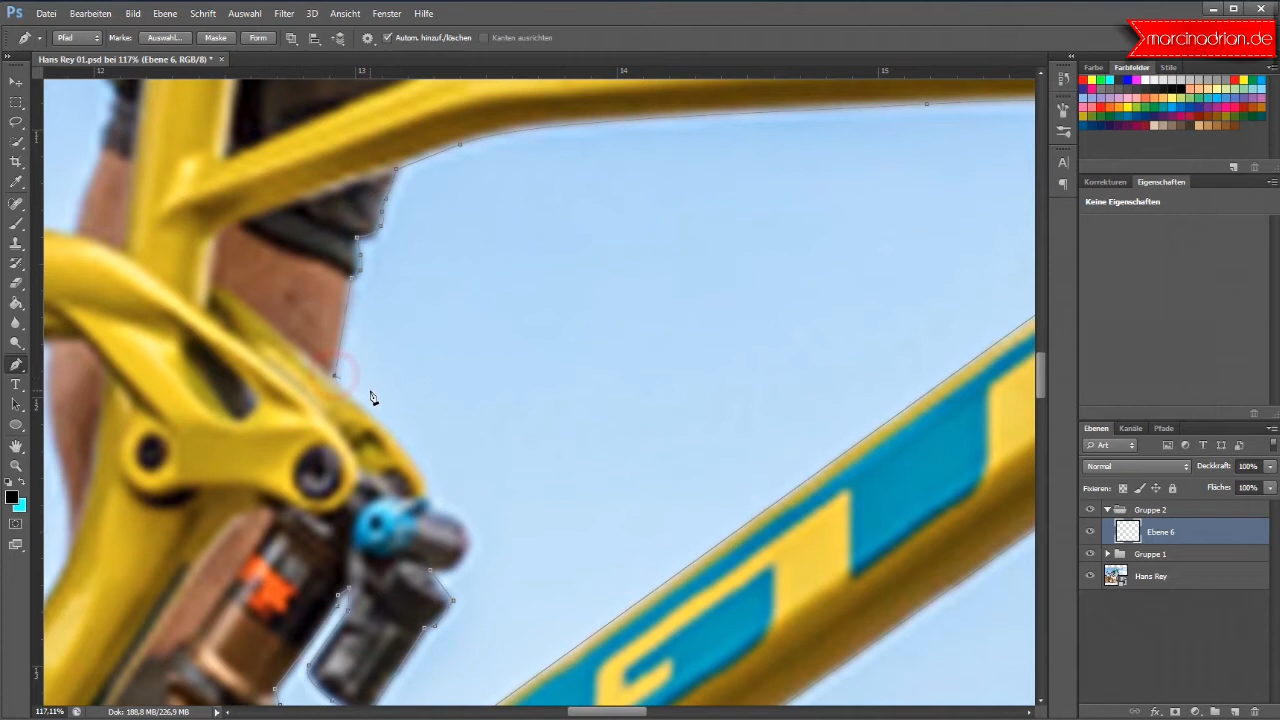 Ps Datei Bearbeiten Bild Ebene Schrift Auswahl Filter 3D Ansicht Fenster Hilfe
Pfad Marke: Auswahl... Maske Form Autom. hinzuf./löschen Kanten ausrichten
marcinadrian.de
Hans Rey 01.psd bei 117% (Ebene 6, RGB/8) * ×
12 13 14 15
Farbe Farbfelder Stile
Korrekturen Eigenschaften
Keine Eigenschaften
Ebenen Kanäle Pfade
Art
Normal Deckkraft: 100%
Fixieren: Fläche: 100%
Gruppe 2
Ebene 6
Gruppe 1
Hans Rey
117,11% Dok: 188,8 MB/226,9 MB